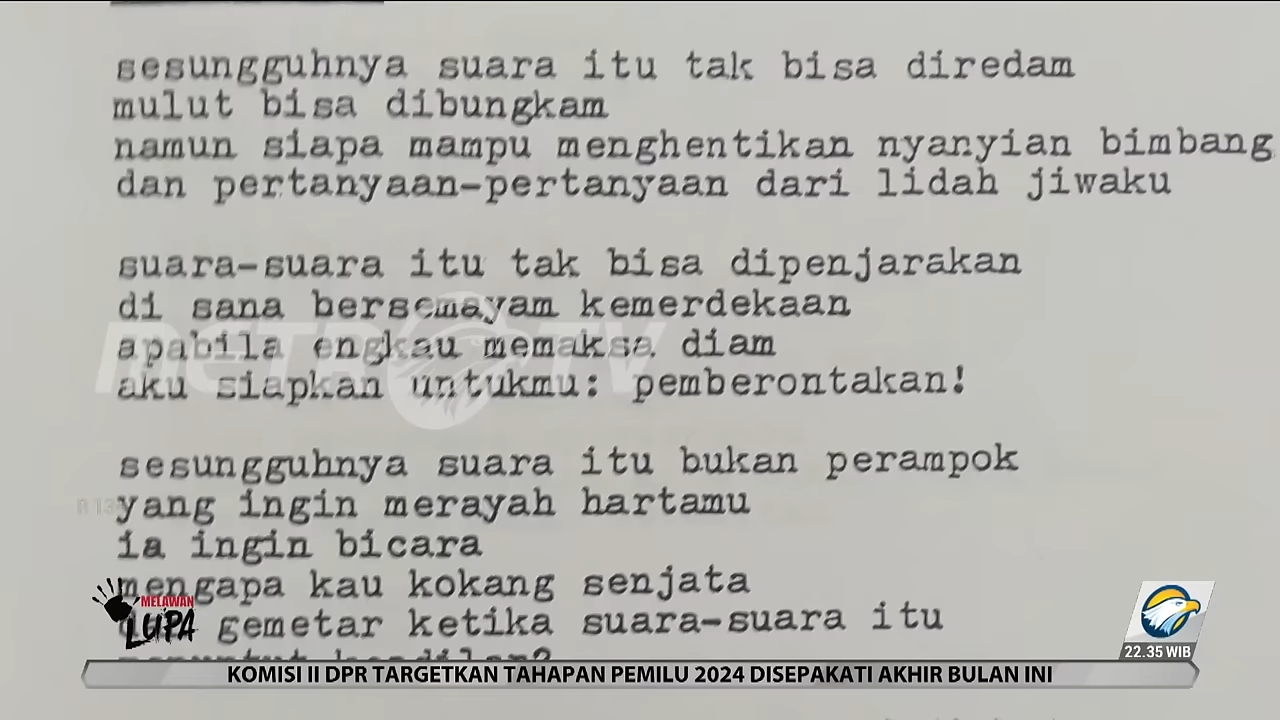 sesungguhnya suara itu tak bisa diredam
mulut bisa dibungkam
namun siapa mampu menghentikan nyanyian bimbang
dan pertanyaan-pertanyaan dari lidah jiwaku
suara-suara itu tak bisa dipenjarakan
di sana bersemayam kemerdekaan
apabila engkau memaksa diam
aku siapkan untukmu: pemberontakan!
sesungguhnya suara itu bukan perampok
yang ingin merayah hartamu
ia ingin bicara
mengapa kau kokang senjata
gemetar ketika suara-suara itu
METRO TV
MELAWAN
LUPA
22.35 WIB
KOMISI II DPR TARGETKAN TAHAPAN PEMILU 2024 DISEPAKATI AKHIR BULAN INI